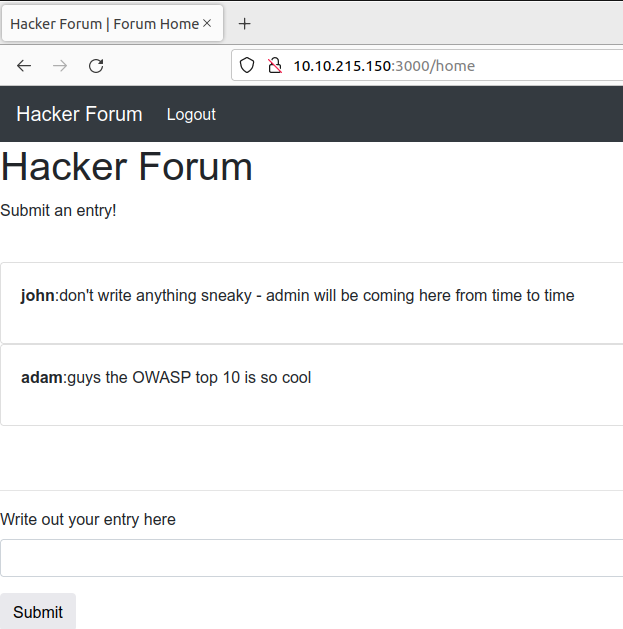 Hacker Forum | Forum Home
10.10.215.150:3000/home
Hacker Forum Logout
Hacker Forum
Submit an entry!
john:don't write anything sneaky - admin will be coming here from time to time
adam:guys the OWASP top 10 is so cool
Write out your entry here
Submit